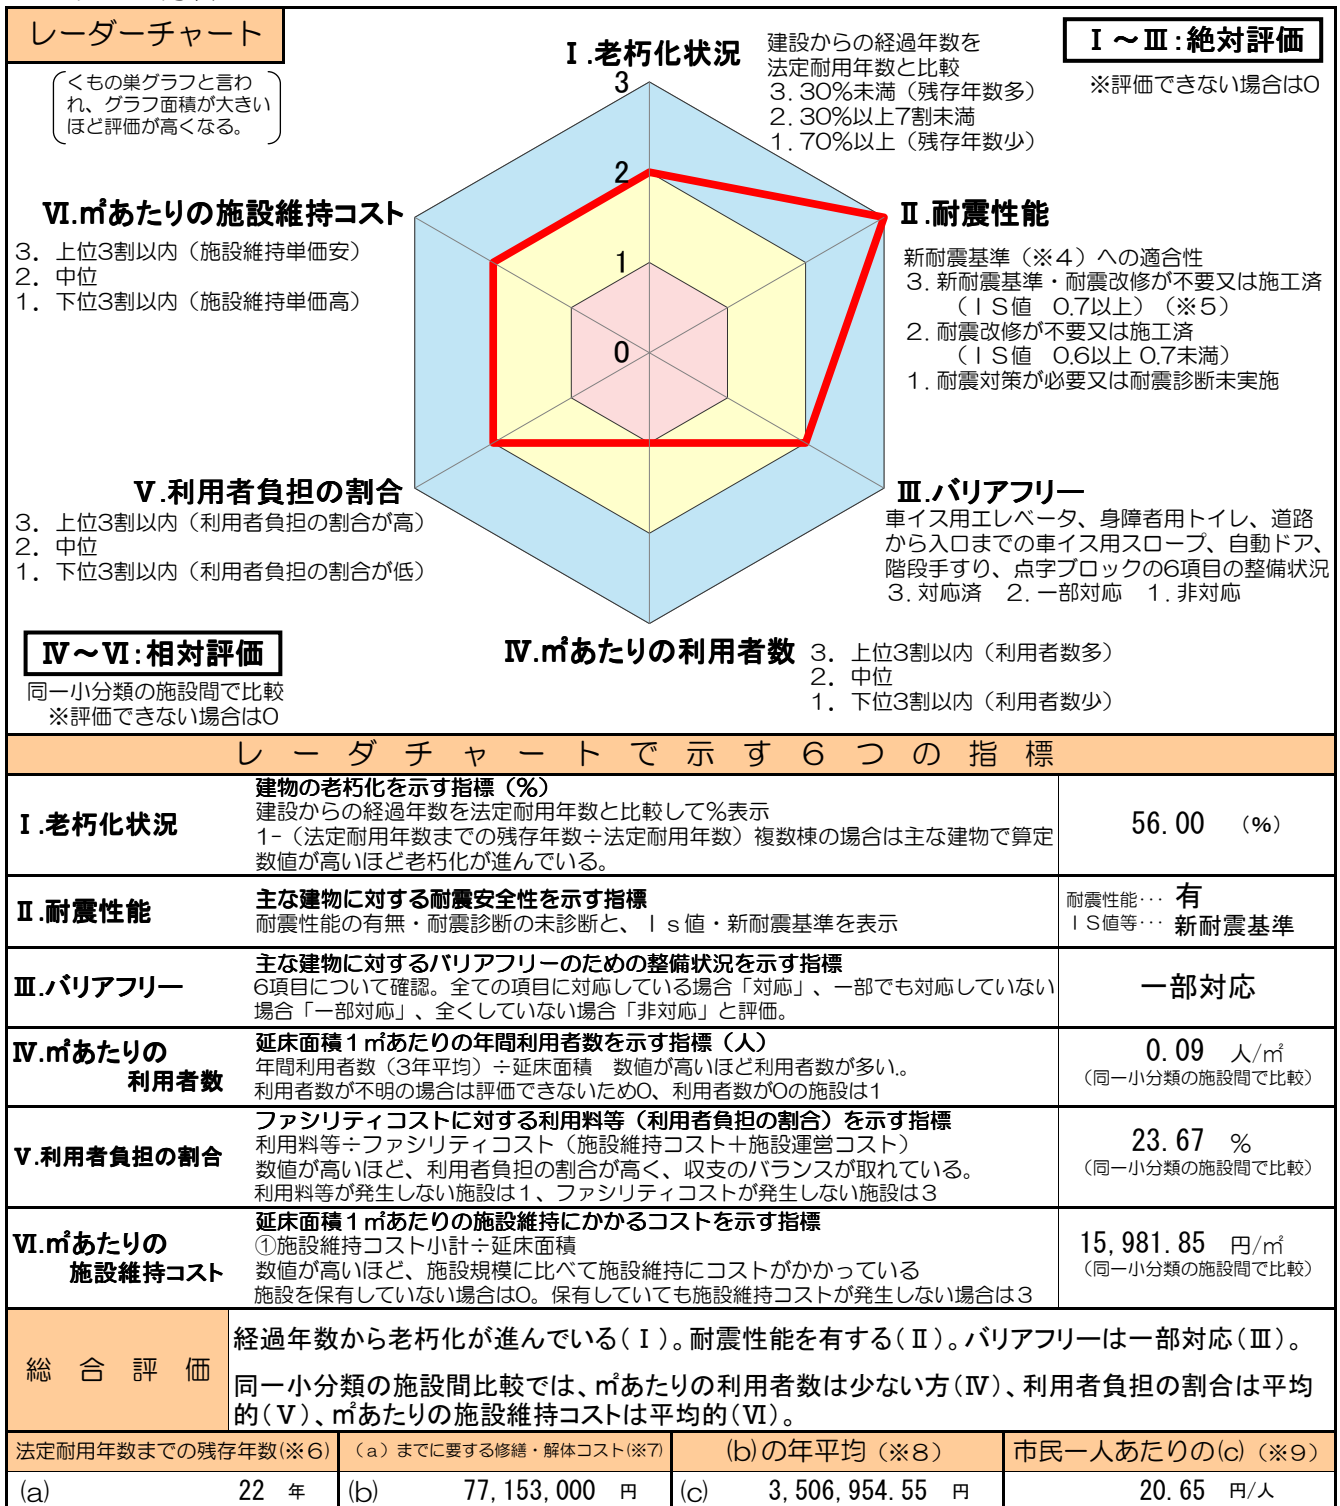 レーダーチャート
くもの巣グラフと言わ
れ、グラフ面積が大きい
ほど評価が高くなる。
Ⅰ.老朽化状況
建設からの経過年数を
法定耐用年数と比較
3. 30%未満（残存年数多）
2. 30%以上7割未満
1. 70%以上（残存年数少）
Ⅰ～Ⅲ:絶対評価
※評価できない場合は0
3
2
1
0
Ⅵ.㎡あたりの施設維持コスト
3. 上位3割以内（施設維持単価安）
2. 中位
1. 下位3割以内（施設維持単価高）
Ⅱ.耐震性能
新耐震基準（※4）への適合性
3. 新耐震基準・耐震改修が不要又は施工済
（ＩＳ値 0.7以上）（※5）
2. 耐震改修が不要又は施工済
（ＩＳ値 0.6以上 0.7未満）
1. 耐震対策が必要又は耐震診断未実施
Ⅴ.利用者負担の割合
3. 上位3割以内（利用者負担の割合が高）
2. 中位
1. 下位3割以内（利用者負担の割合が低）
Ⅲ.バリアフリー
車イス用エレベータ、身障者用トイレ、道路
から入口までの車イス用スロープ、自動ドア、
階段手すり、点字ブロックの6項目の整備状況
3. 対応済 2. 一部対応 1. 非対応
Ⅳ～Ⅵ:相対評価
同一小分類の施設間で比較
※評価できない場合は0
Ⅳ.㎡あたりの利用者数
3. 上位3割以内（利用者数多）
2. 中位
1. 下位3割以内（利用者数少）
レーダチャートで示す6つの指標
Ⅰ.老朽化状況
建物の老朽化を示す指標（%）
建設からの経過年数を法定耐用年数と比較して%表示
1-（法定耐用年数までの残存年数÷法定耐用年数）複数棟の場合は主な建物で算定
数値が高いほど老朽化が進んでいる。
56.00 （%）
Ⅱ.耐震性能
主な建物に対する耐震安全性を示す指標
耐震性能の有無・耐震診断の未診断と、Ｉｓ値・新耐震基準を表示
耐震性能… 有
ＩＳ値等… 新耐震基準
Ⅲ.バリアフリー
主な建物に対するバリアフリーのための整備状況を示す指標
6項目について確認。全ての項目に対応している場合「対応」、一部でも対応していない
場合「一部対応」、全くしていない場合「非対応」と評価。
一部対応
Ⅳ.㎡あたりの
利用者数
延床面積１㎡あたりの年間利用者数を示す指標（人）
年間利用者数（3年平均）÷延床面積 数値が高いほど利用者数が多い。
利用者数が不明の場合は評価できないため0、利用者数が0の施設は1
0.09 人/㎡
（同一小分類の施設間で比較）
Ⅴ.利用者負担の割合
ファシリティコストに対する利用料等（利用者負担の割合）を示す指標
利用料等÷ファシリティコスト（施設維持コスト＋施設運営コスト）
数値が高いほど、利用者負担の割合が高く、収支のバランスが取れている。
利用料等が発生しない施設は１、ファシリティコストが発生しない施設は３
23.67 %
（同一小分類の施設間で比較）
Ⅵ.㎡あたりの
施設維持コスト
延床面積１㎡あたりの施設維持にかかるコストを示す指標
①施設維持コスト小計÷延床面積
数値が高いほど、施設規模に比べて施設維持にコストがかかっている
施設を保有していない場合は0。保有していても施設維持コストが発生しない場合は３
15,981.85 円/㎡
（同一小分類の施設間で比較）
総合評価
経過年数から老朽化が進んでいる(Ⅰ)。耐震性能を有する(Ⅱ)。バリアフリーは一部対応(Ⅲ)。
同一小分類の施設間比較では、㎡あたりの利用者数は少ない方(Ⅳ)、利用者負担の割合は平均
的(Ⅴ)、㎡あたりの施設維持コストは平均的(Ⅵ)。
法定耐用年数までの残存年数(※6) （a）までに要する修繕・解体コスト(※7) (b)の年平均（※8） 市民一人あたりの(c)（※9）
(a) 22 年 (b) 77,153,000 円 (c) 3,506,954.55 円 20.65 円/人